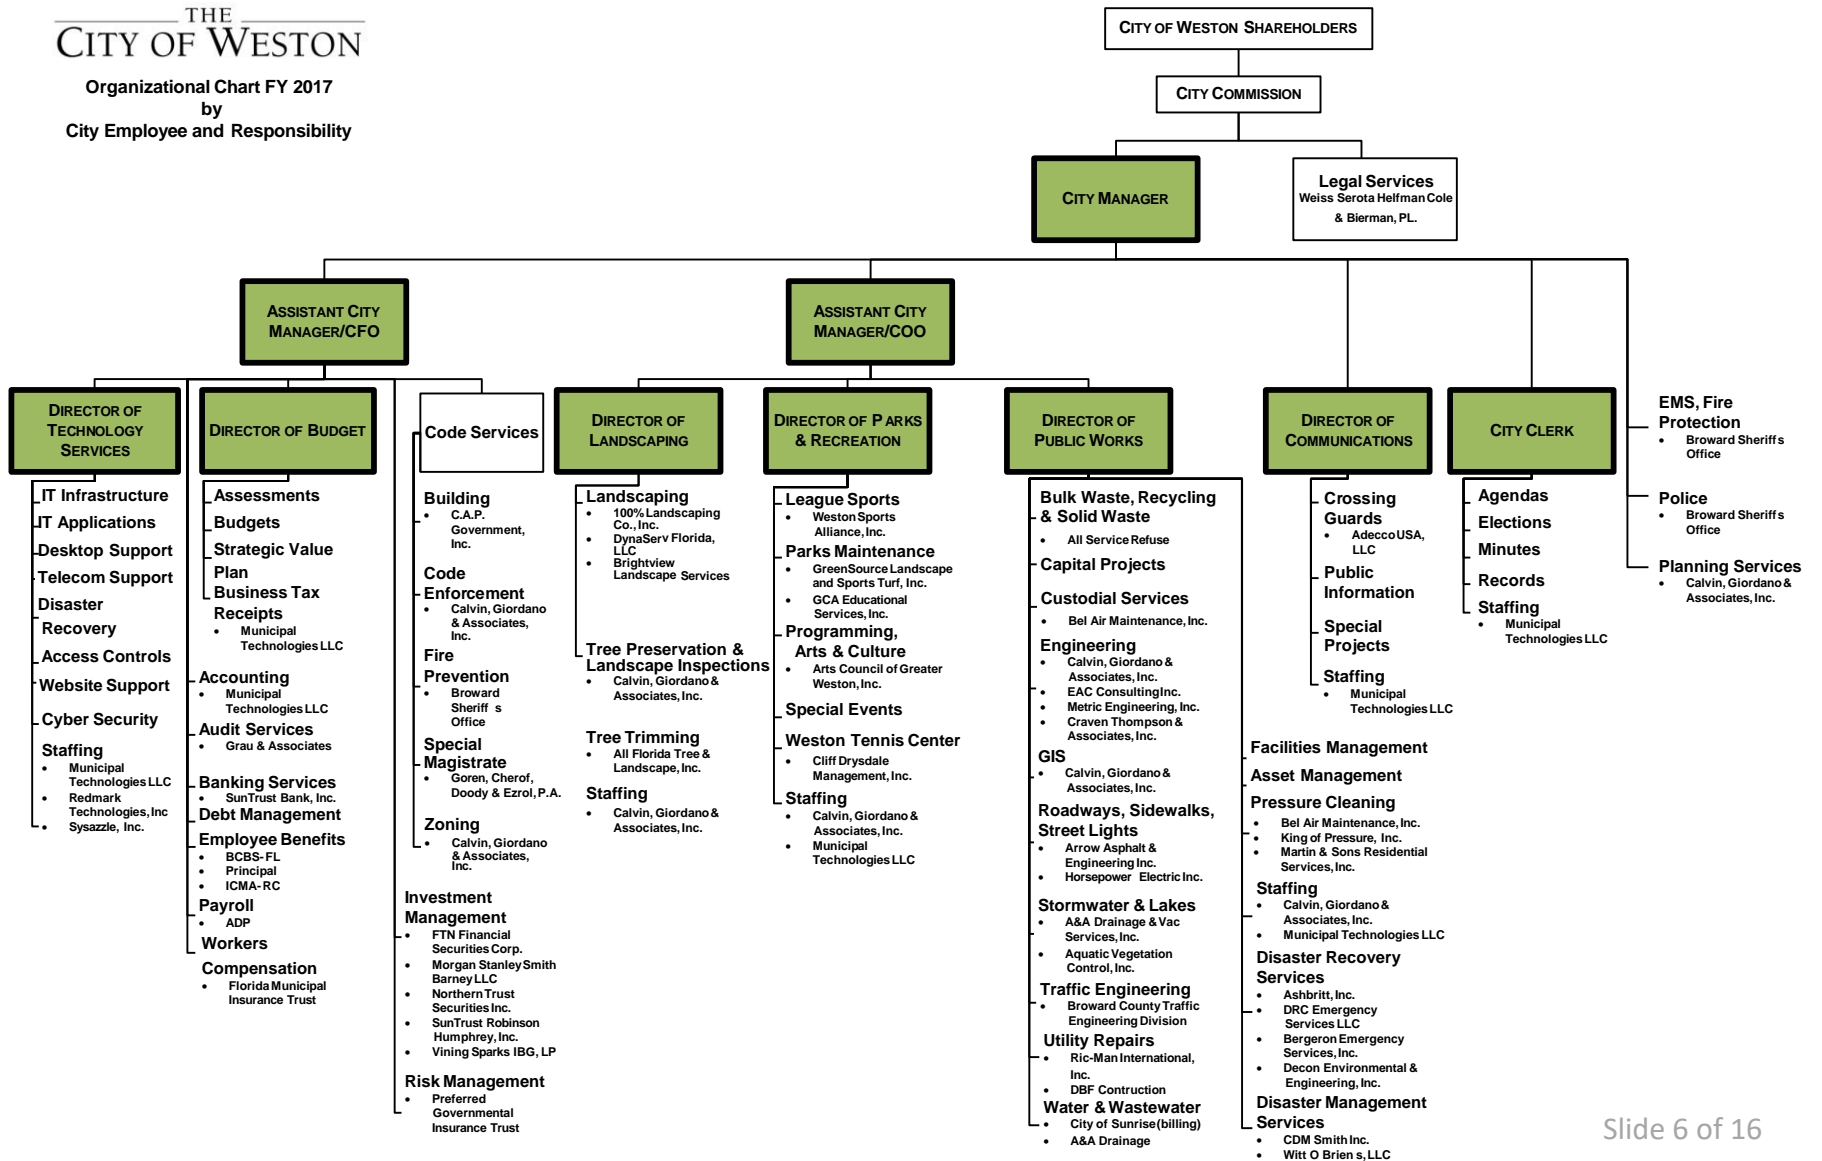 THE
CITY OF WESTON
Organizational Chart FY 2017
by
City Employee and Responsibility
CITY OF WESTON SHAREHOLDERS
CITY COMMISSION
CITY MANAGER
Legal Services
Weiss Serota Helfman Cole
& Bierman, PL.
ASSISTANT CITY
MANAGER/CFO
ASSISTANT CITY
MANAGER/COO
DIRECTOR OF
TECHNOLOGY
SERVICES
IT Infrastructure
IT Applications
Desktop Support
Telecom Support
Disaster
Recovery
Access Controls
Website Support
Cyber Security
Staffing
• Municipal
Technologies LLC
• Redmark
Technologies, Inc
• Sysazzle, Inc.
DIRECTOR OF BUDGET
Assessments
Budgets
Strategic Value
Plan
Business Tax
Receipts
• Municipal
Technologies LLC
Accounting
• Municipal
Technologies LLC
Audit Services
• Grau & Associates
Banking Services
• SunTrust Bank, Inc.
Debt Management
Employee Benefits
• BCBS-FL
• Principal
• ICMA-RC
Payroll
• ADP
Workers
Compensation
• Florida Municipal
Insurance Trust
Code Services
Building
• C.A.P.
Government,
Inc.
Code
Enforcement
• Calvin, Giordano
& Associates,
Inc.
Fire
Prevention
• Broward
Sheriff s
Office
Special
Magistrate
• Goren, Cherof,
Doody & Ezrol, P.A.
Zoning
• Calvin, Giordano
& Associates,
Inc.
Investment
Management
• FTN Financial
Securities Corp.
• Morgan Stanley Smith
Barney LLC
• Northern Trust
Securities Inc.
• SunTrust Robinson
Humphrey, Inc.
• Vining Sparks IBG, LP
Risk Management
• Preferred
Governmental
Insurance Trust
DIRECTOR OF
LANDSCAPING
Landscaping
• 100% Landscaping
Co., Inc.
• DynaServ Florida,
LLC
• Brightview
Landscape Services
Tree Preservation &
Landscape Inspections
• Calvin, Giordano &
Associates, Inc.
Tree Trimming
• All Florida Tree &
Landscape, Inc.
Staffing
• Calvin, Giordano &
Associates, Inc.
DIRECTOR OF PARKS
& RECREATION
League Sports
• Weston Sports
Alliance, Inc.
Parks Maintenance
• GreenSource Landscape
and Sports Turf, Inc.
• GCA Educational
Services, Inc.
Programming,
Arts & Culture
• Arts Council of Greater
Weston, Inc.
Special Events
Weston Tennis Center
• Cliff Drysdale
Management, Inc.
Staffing
• Calvin, Giordano &
Associates, Inc.
• Municipal
Technologies LLC
DIRECTOR OF
PUBLIC WORKS
Bulk Waste, Recycling
& Solid Waste
• All Service Refuse
Capital Projects
Custodial Services
• Bel Air Maintenance, Inc.
Engineering
• Calvin, Giordano &
Associates, Inc.
• EAC Consulting Inc.
• Metric Engineering, Inc.
• Craven Thompson &
Associates, Inc.
GIS
• Calvin, Giordano &
Associates, Inc.
Roadways, Sidewalks,
Street Lights
• Arrow Asphalt &
Engineering Inc.
• Horsepower Electric Inc.
Stormwater & Lakes
• A&A Drainage & Vac
Services, Inc.
• Aquatic Vegetation
Control, Inc.
Traffic Engineering
• Broward County Traffic
Engineering Division
Utility Repairs
• Ric-Man International,
Inc.
• DBF Contruction
Water & Wastewater
• City of Sunrise (billing)
• A&A Drainage
Facilities Management
Asset Management
Pressure Cleaning
• Bel Air Maintenance, Inc.
• King of Pressure, Inc.
• Martin & Sons Residential
Services, Inc.
Staffing
• Calvin, Giordano &
Associates, Inc.
• Municipal Technologies LLC
Disaster Recovery
Services
• Ashbritt, Inc.
• DRC Emergency
Services LLC
• Bergeron Emergency
Services, Inc.
• Decon Environmental &
Engineering, Inc.
Disaster Management
Services
• CDM Smith Inc.
• Witt O Brien s, LLC
DIRECTOR OF
COMMUNICATIONS
Crossing
Guards
• Adecco USA,
LLC
Public
Information
Special
Projects
Staffing
• Municipal
Technologies LLC
CITY CLERK
Agendas
Elections
Minutes
Records
Staffing
• Municipal
Technologies LLC
EMS, Fire
Protection
• Broward Sheriff s
Office
Police
• Broward Sheriff s
Office
Planning Services
• Calvin, Giordano &
Associates, Inc.
Slide 6 of 16